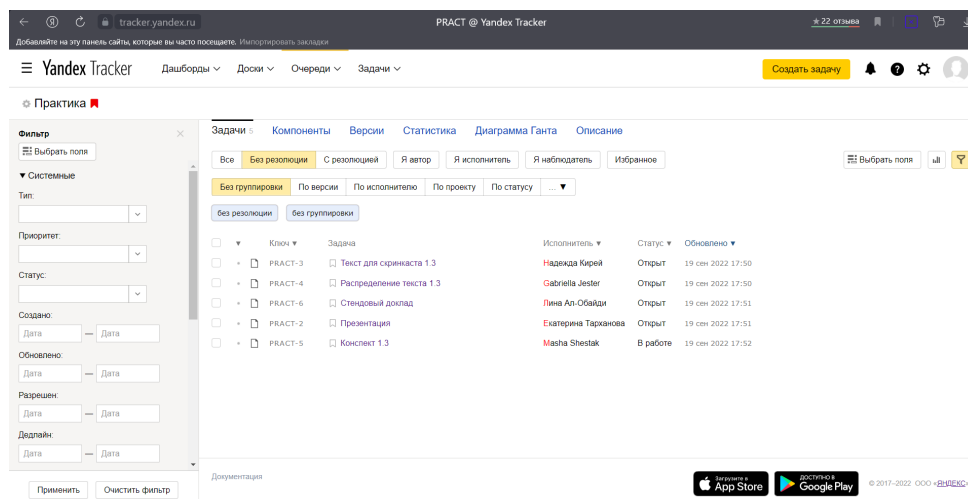 tracker.yandex.ru PRACT @ Yandex Tracker ★ 22 отзыва
Добавляйте на эту панель сайты, которые вы часто посещаете. Импортировать закладки
Yandex Tracker Дашборды Доски Очереди Задачи Создать задачу
Практика
Фильтр
Выбрать поля
Системные
Тип:
Приоритет:
Статус:
Создано:
Дата — Дата
Обновлено:
Дата — Дата
Разрешен:
Дата — Дата
Дедлайн:
Дата — Дата
Применить Очистить фильтр
Задачи 5 Компоненты Версии Статистика Диаграмма Ганта Описание
Все Без резолюции С резолюцией Я автор Я исполнитель Я наблюдатель Избранное Выбрать поля
Без группировки По версии По исполнителю По проекту По статусу ...
без резолюции без группировки
Ключ Задача Исполнитель Статус Обновлено
PRACT-3 Текст для скринкаста 1.3 Надежда Кирей Открыт 19 сен 2022 17:50
PRACT-4 Распределение текста 1.3 Gabriella Jester Открыт 19 сен 2022 17:50
PRACT-6 Стендовый доклад Лина Ал-Обайди Открыт 19 сен 2022 17:51
PRACT-2 Презентация Екатерина Тарханова Открыт 19 сен 2022 17:51
PRACT-5 Конспект 1.3 Masha Shestak В работе 19 сен 2022 17:52
Документация
Загрузите в App Store
ДОСТУПНО В Google Play
© 2017–2022 ООО «ЯНДЕКС»